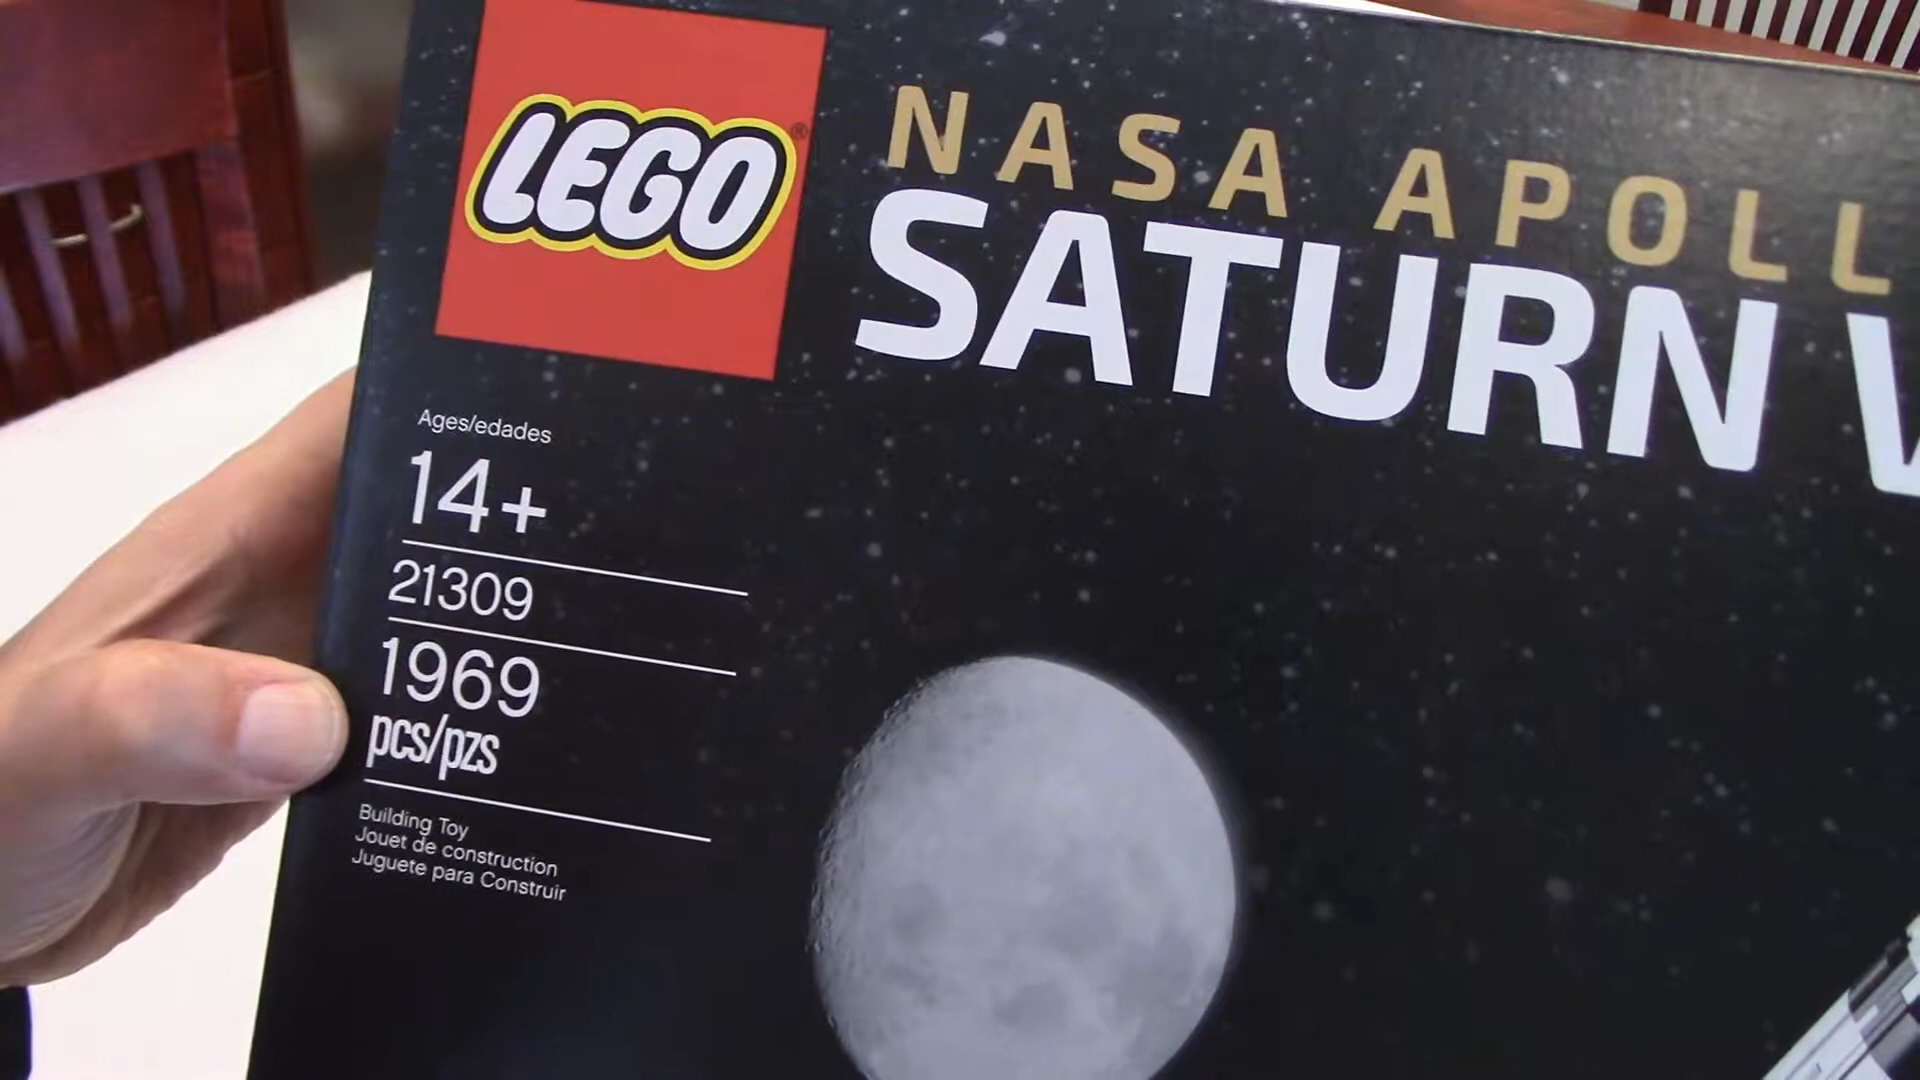 LEGO®
NASA APOLL
SATURN V
Ages/edades
14+
21309
1969
pcs/pzs
Building Toy
Jouet de construction
Juguete para Construir